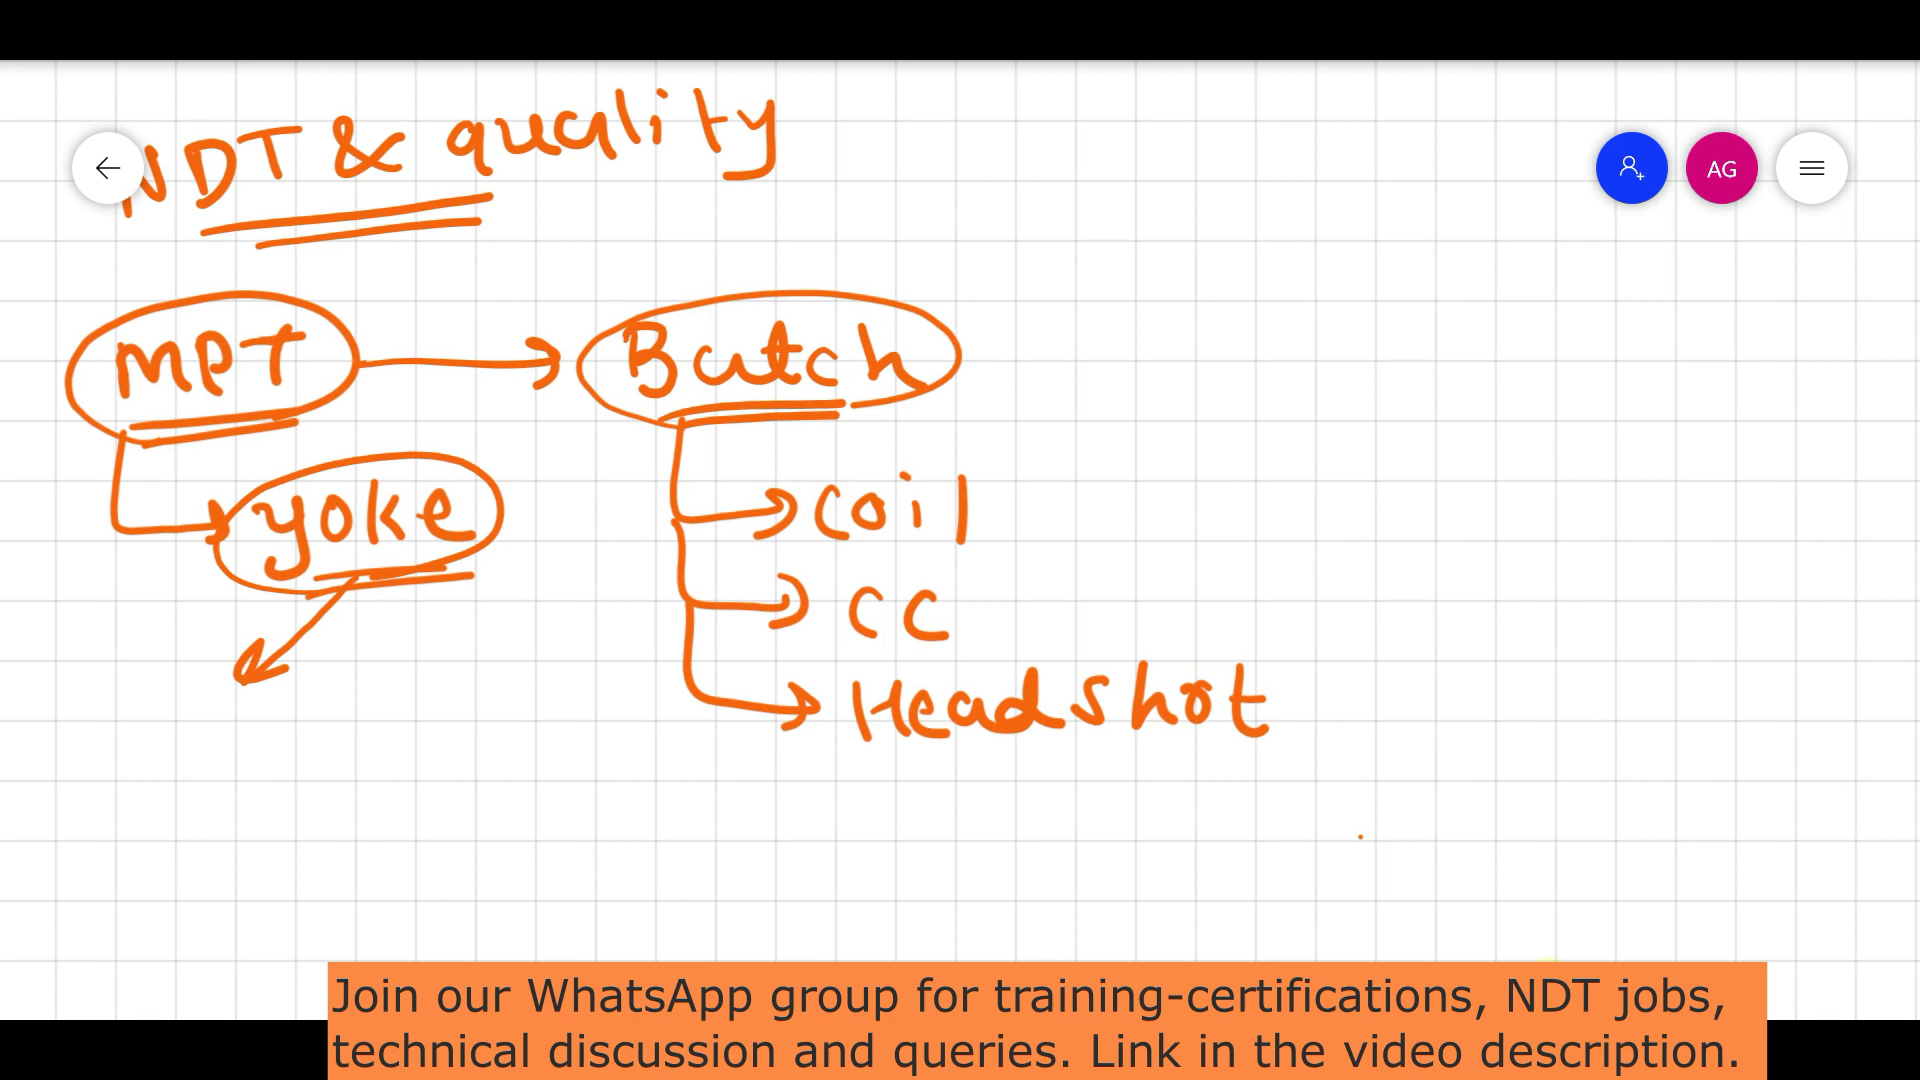 NDT & quality
AG
MPT
Batch
yoke
coil
CC
Headshot
Join our WhatsApp group for training-certifications, NDT jobs,
technical discussion and queries. Link in the video description.